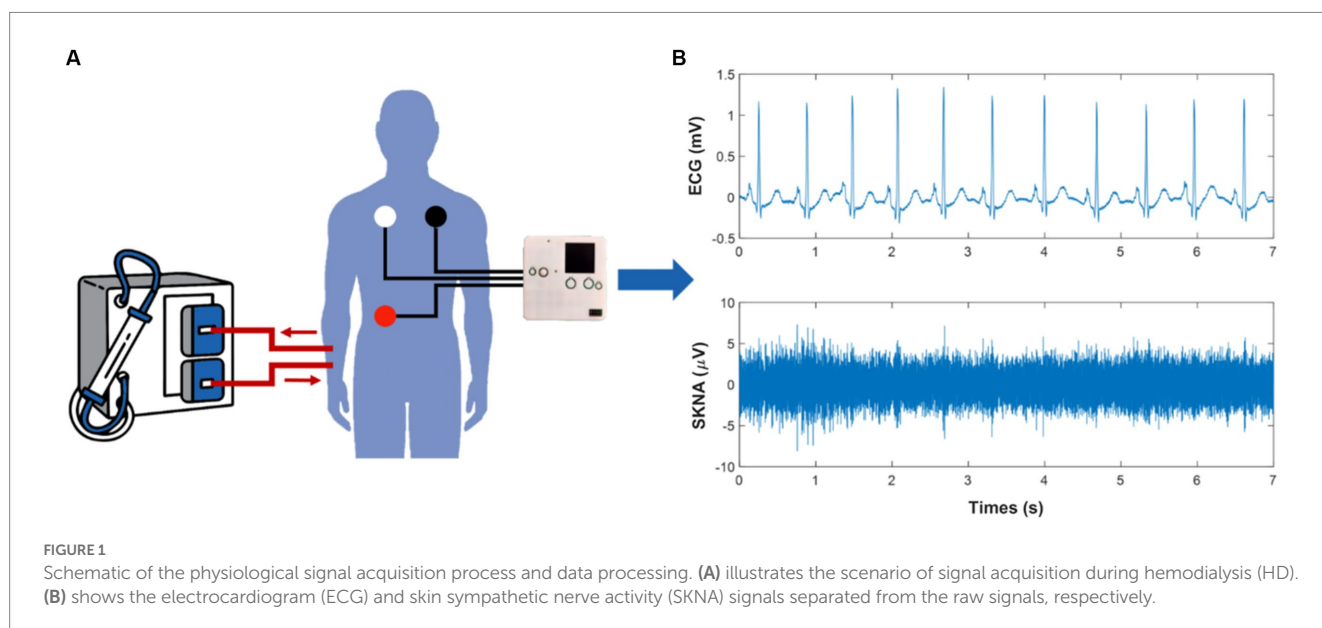 A
B
1.5
1
0.5
0
-0.5
ECG (mV)
0 1 2 3 4 5 6 7
10
5
0
-5
-10
SKNA (μV)
0 1 2 3 4 5 6 7
Times (s)
FIGURE 1
Schematic of the physiological signal acquisition process and data processing. (A) illustrates the scenario of signal acquisition during hemodialysis (HD).
(B) shows the electrocardiogram (ECG) and skin sympathetic nerve activity (SKNA) signals separated from the raw signals, respectively.